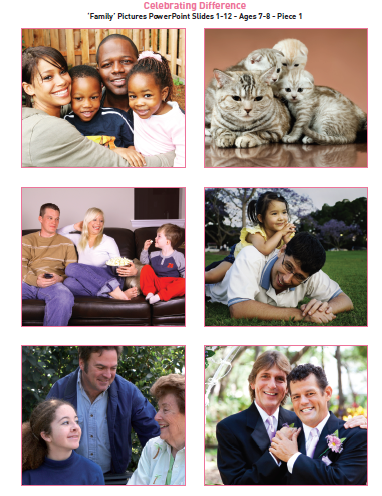 Celebrating Difference
'Family' Pictures PowerPoint Slides 1-12 - Ages 7-8 - Piece 1